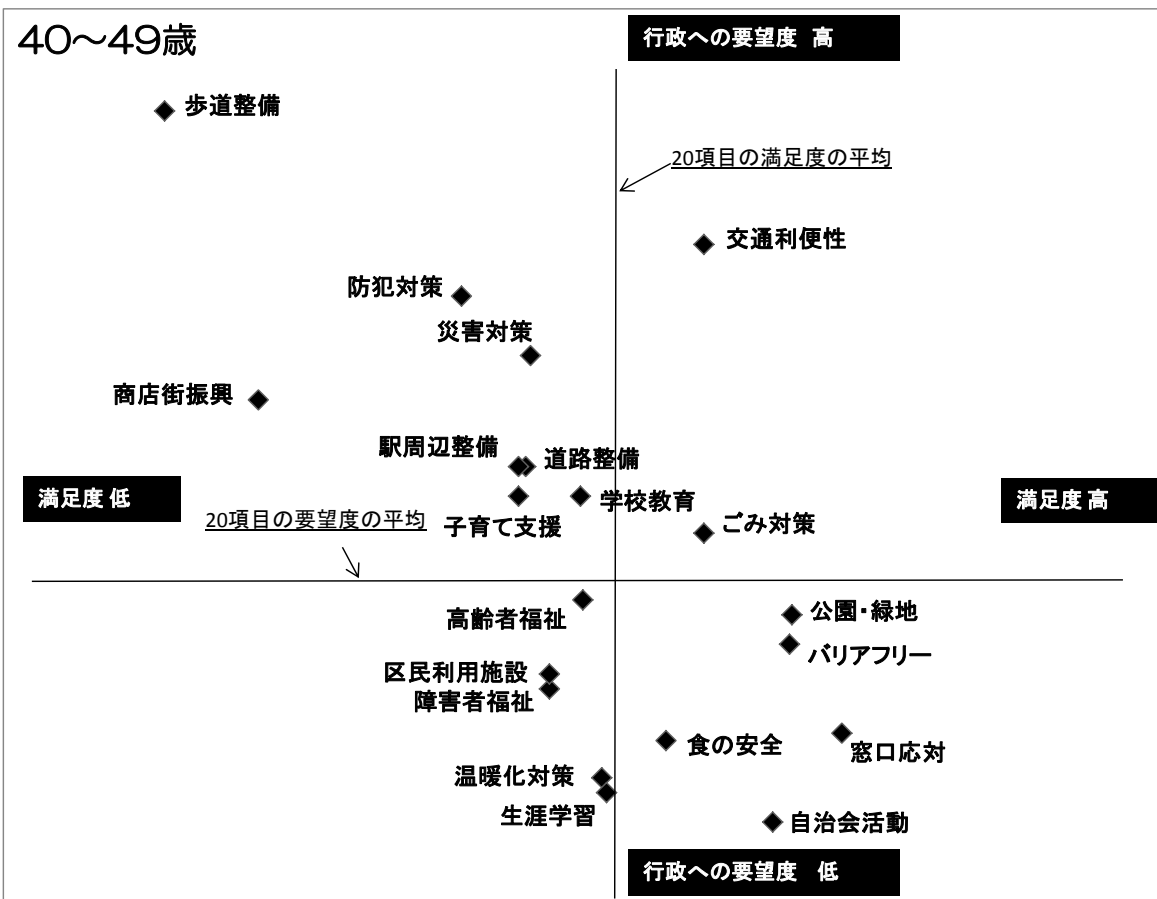 40～49歳
行政への要望度 高
歩道整備
20項目の満足度の平均
交通利便性
防犯対策
災害対策
商店街振興
駅周辺整備
道路整備
満足度 低
学校教育
満足度 高
20項目の要望度の平均
子育て支援
ごみ対策
高齢者福祉
公園・緑地
バリアフリー
区民利用施設
障害者福祉
食の安全
窓口応対
温暖化対策
生涯学習
自治会活動
行政への要望度 低